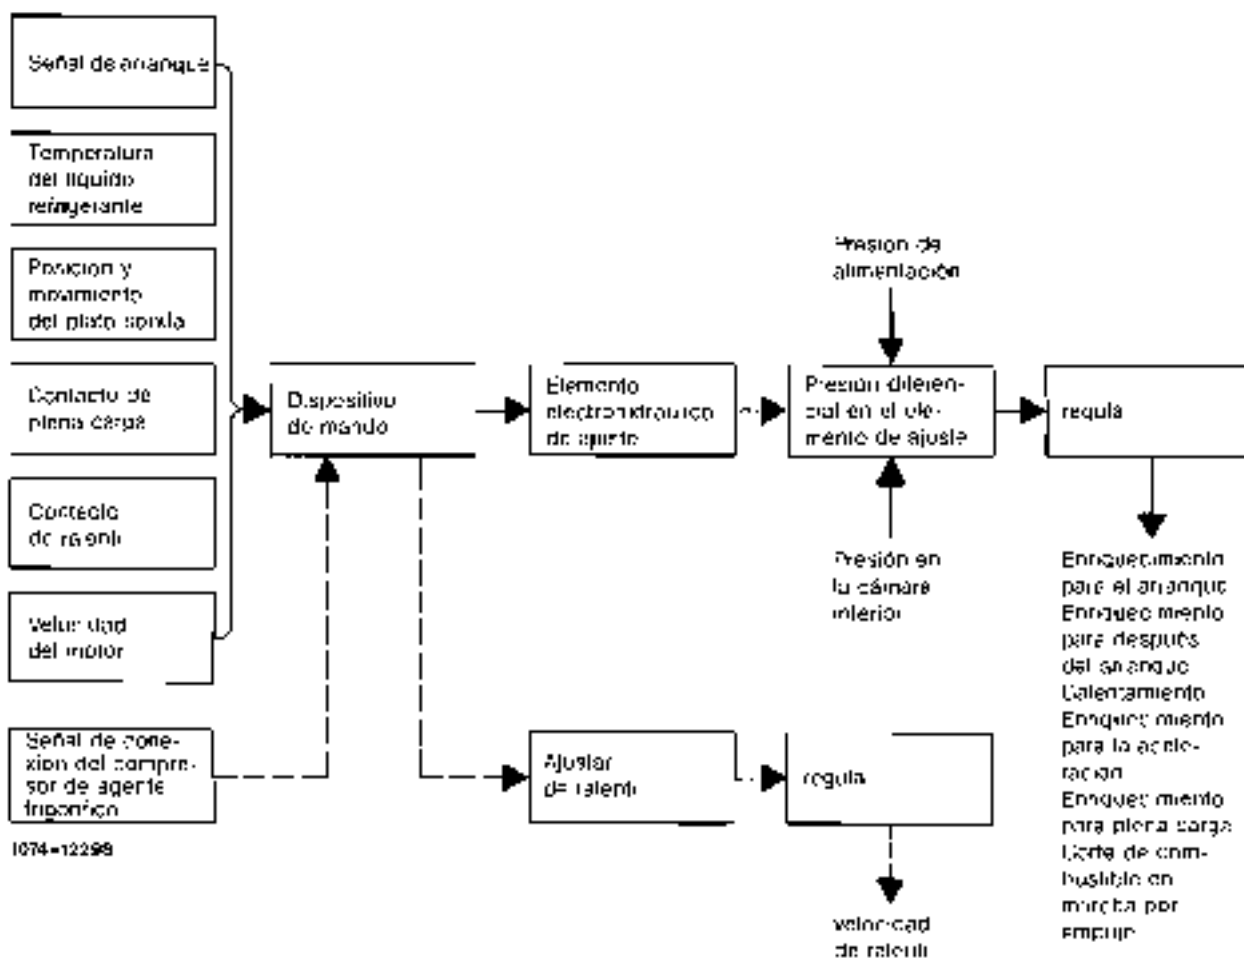 Señal de arranque
Temperatura
del líquido
refrigerante
Posición y
movimiento
del plato sonda
Contacto de
plena carga
Contacto
de ralentí
Velocidad
del motor
Señal de cone-
xión del compre-
sor de agente
frigorífico
Dispositivo
de mando
Elemento
electrohidráulico
de ajuste
Presión de
alimentación
Presión diferen-
cial en el ele-
mento de ajuste
Presión en
la cámara
inferior
regula
Enriquecimiento
para el arranque
Enriquecimiento
para después
del arranque
Calentamiento
Enriquecimiento
para la acele-
ración
Enriquecimiento
para plena carga
Corte de com-
bustible en
marcha por
empuje
Ajustar
de ralentí
regula
Velocidad
de ralentí
1074-12298